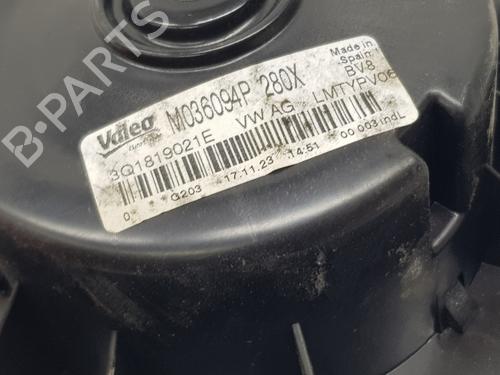 Valeo M036094P 280X Made in Spain
3Q1819021E VW AG LMTYPV06 BV8
0 G203 17.11.23 14:51 00 003 indL
B-PARTS